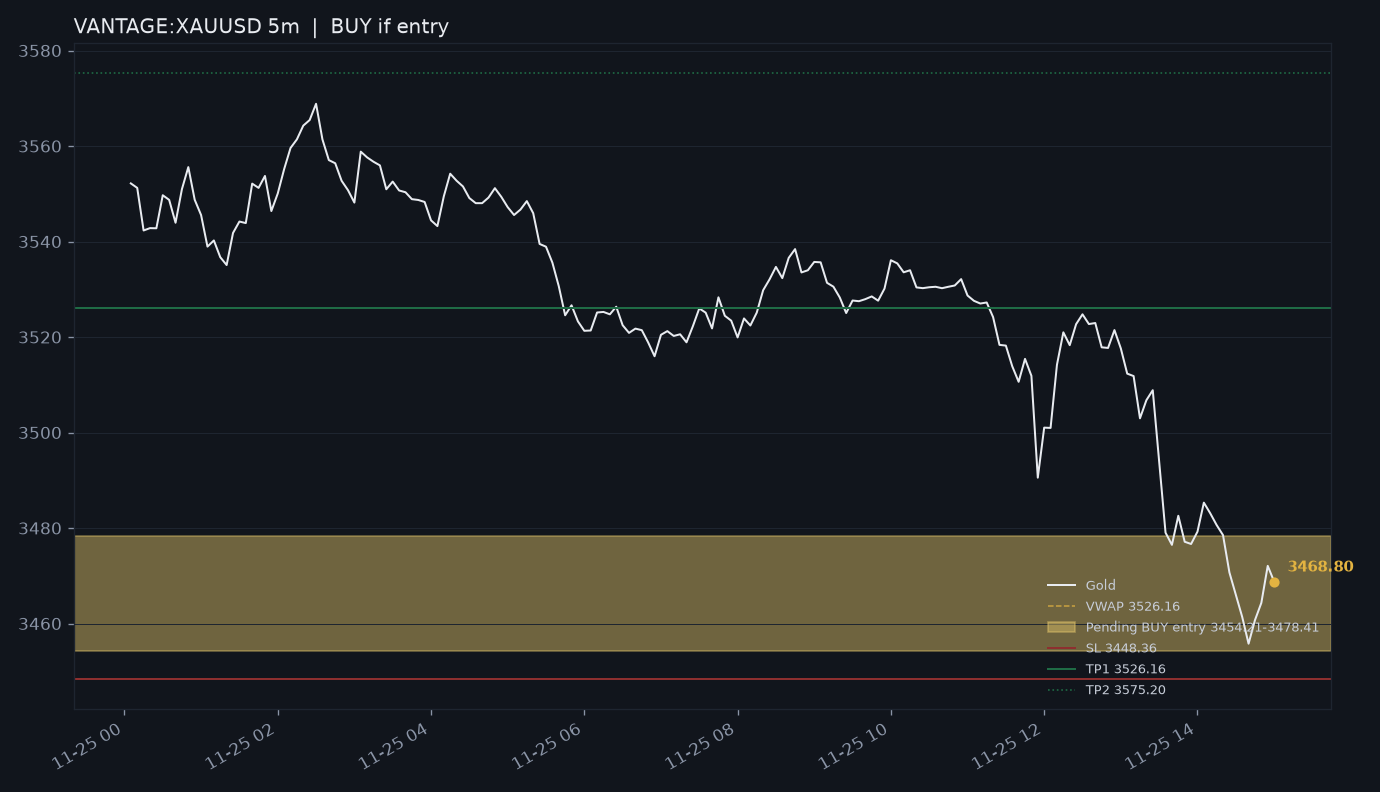 VANTAGE:XAUUSD 5m | BUY if entry
3580
3560
3540
3520
3500
3480
3460
3468.80
Gold
VWAP 3526.16
Pending BUY entry 3454.21-3478.41
SL 3448.36
TP1 3526.16
TP2 3575.20
11-25 00
11-25 02
11-25 04
11-25 06
11-25 08
11-25 10
11-25 12
11-25 14